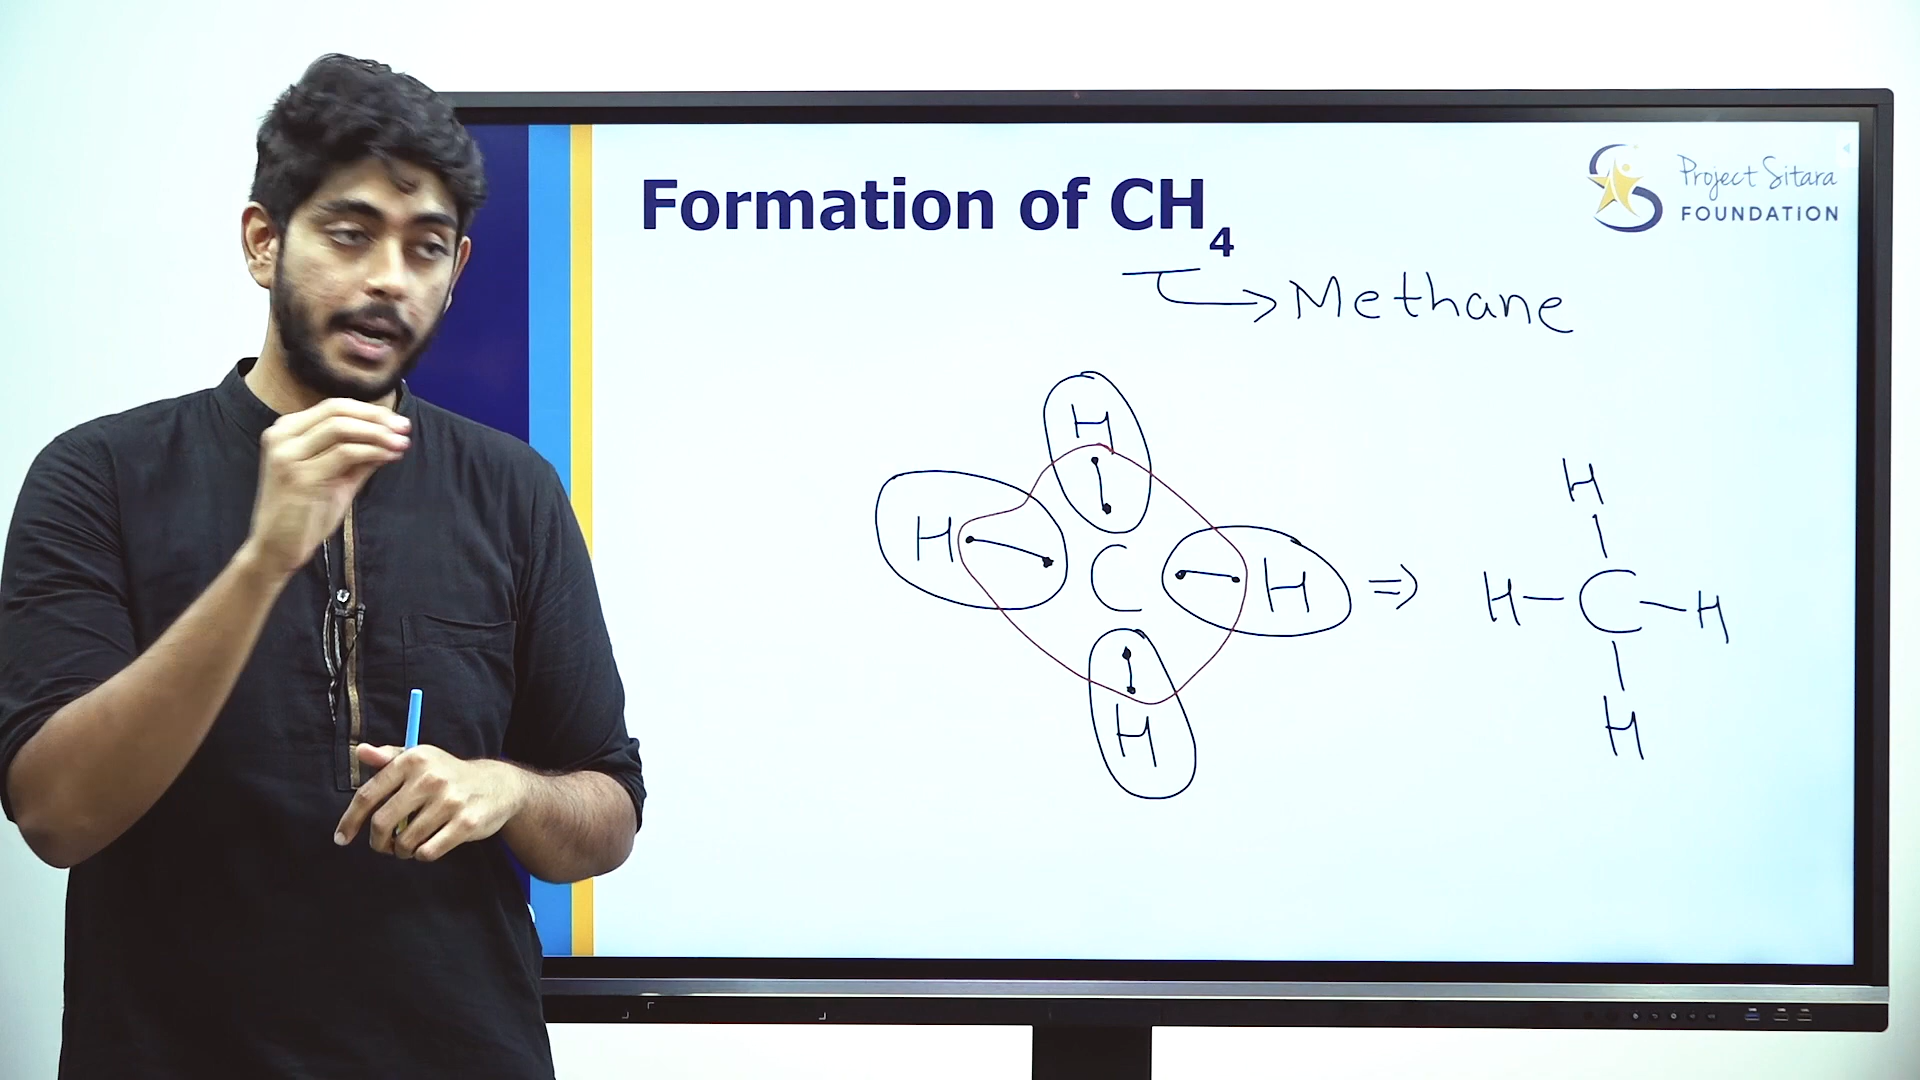 Formation of CH₄
Project Sitara
FOUNDATION
→ Methane
H
H C H ⇒
H
H
H–C–H
H